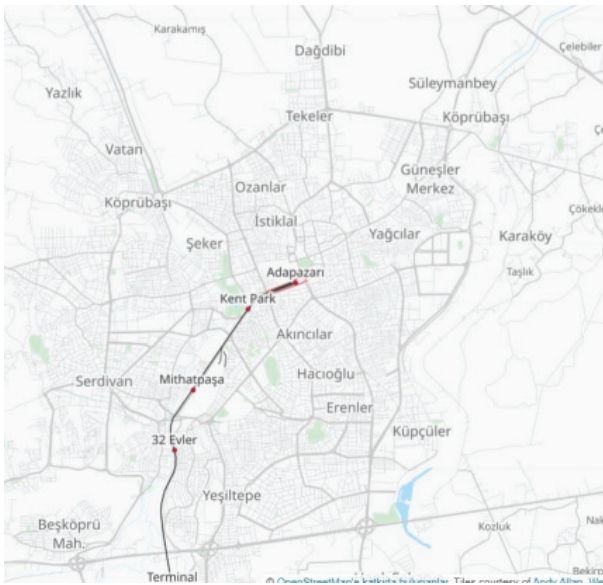 Karakamış
Dağdibi
Çelebiler
Yazlık
Süleymanbey
Tekeler
Köprübaşı
Vatan
Güneşler
Merkez
Ozanlar
Köprübaşı
İstiklal
Yağcılar
Şeker
Karaköy
Taşlık
Adapazarı
Kent Park
Akıncılar
Mithatpaşa
Serdivan
Hacıoğlu
Erenler
32 Evler
Küpçüler
Yeşiltepe
Beşköprü
Mah.
Kozluk
Terminal
© OpenStreetMap'e katkıda bulunanlar, Tiles courtesy of Andy Allan